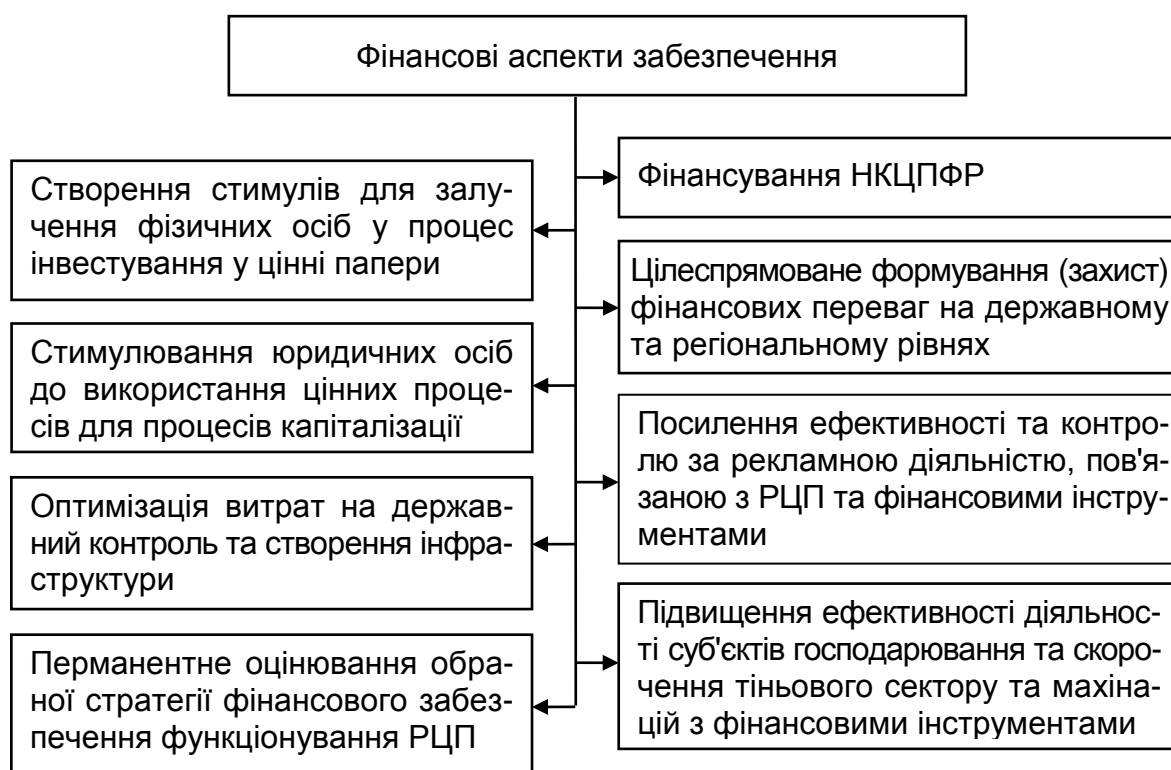 Фінансові аспекти забезпечення
Створення стимулів для залу-
чення фізичних осіб у процес
інвестування у цінні папери
Стимулювання юридичних осіб
до використання цінних проце-
сів для процесів капіталізації
Оптимізація витрат на держав-
ний контроль та створення інфра-
структури
Перманентне оцінювання обра-
ної стратегії фінансового забез-
печення функціонування РЦП
Фінансування НКЦПФР
Цілеспрямоване формування (захист)
фінансових переваг на державному
та регіональному рівнях
Посилення ефективності та контро-
лю за рекламною діяльністю, пов'я-
заною з РЦП та фінансовими інстру-
ментами
Підвищення ефективності діяльнос-
ті суб'єктів господарювання та скоро-
чення тіньового сектору та махіна-
цій з фінансовими інструментами